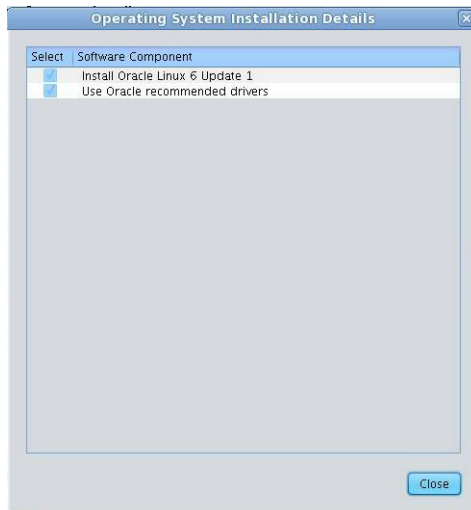 Operating System Installation Details
Select Software Component
Install Oracle Linux 6 Update 1
Use Oracle recommended drivers
Close